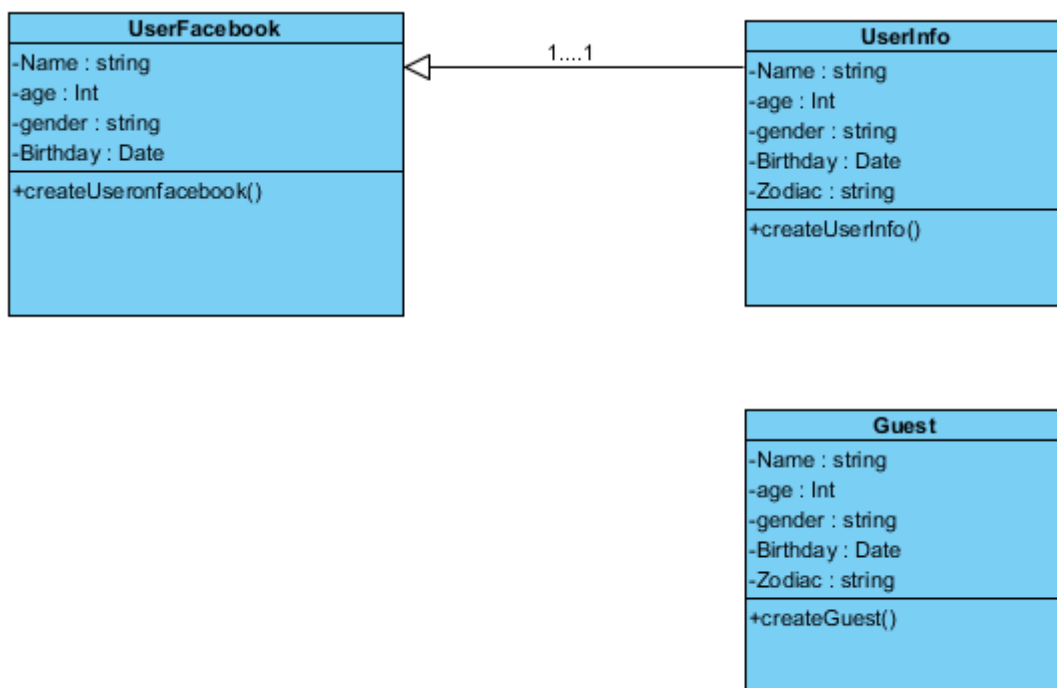 UserFacebook
-Name : string
-age : Int
-gender : string
-Birthday : Date
+createUseronfacebook()
1....1
UserInfo
-Name : string
-age : Int
-gender : string
-Birthday : Date
-Zodiac : string
+createUserInfo()
Guest
-Name : string
-age : Int
-gender : string
-Birthday : Date
-Zodiac : string
+createGuest()